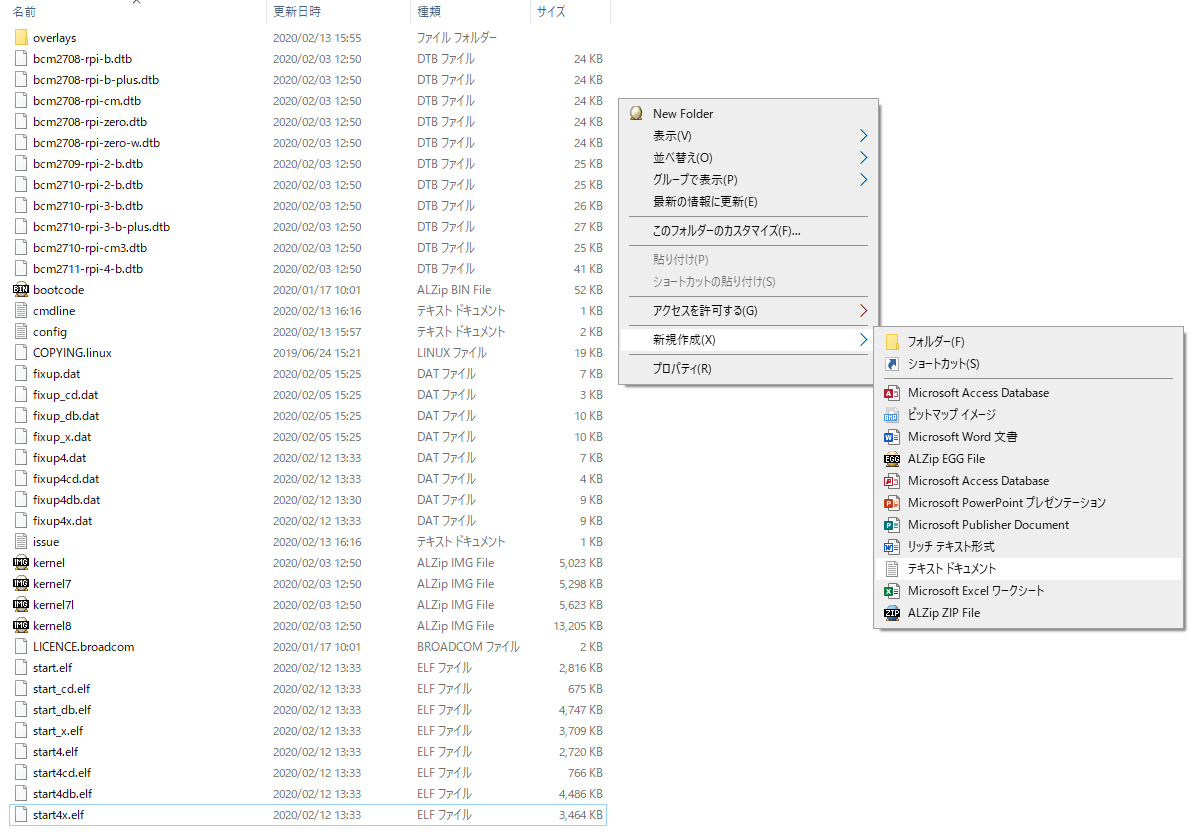 名前 更新日時 種類 サイズ
overlays 2020/02/13 15:55 ファイル フォルダー
bcm2708-rpi-b.dtb 2020/02/03 12:50 DTB ファイル 24 KB
bcm2708-rpi-b-plus.dtb 2020/02/03 12:50 DTB ファイル 24 KB
bcm2708-rpi-cm.dtb 2020/02/03 12:50 DTB ファイル 24 KB
bcm2708-rpi-zero.dtb 2020/02/03 12:50 DTB ファイル 24 KB
bcm2708-rpi-zero-w.dtb 2020/02/03 12:50 DTB ファイル 24 KB
bcm2709-rpi-2-b.dtb 2020/02/03 12:50 DTB ファイル 25 KB
bcm2710-rpi-2-b.dtb 2020/02/03 12:50 DTB ファイル 25 KB
bcm2710-rpi-3-b.dtb 2020/02/03 12:50 DTB ファイル 26 KB
bcm2710-rpi-3-b-plus.dtb 2020/02/03 12:50 DTB ファイル 27 KB
bcm2710-rpi-cm3.dtb 2020/02/03 12:50 DTB ファイル 25 KB
bcm2711-rpi-4-b.dtb 2020/02/03 12:50 DTB ファイル 41 KB
BIN bootcode 2020/01/17 10:01 ALZip BIN File 52 KB
cmdline 2020/02/13 16:16 テキスト ドキュメント 1 KB
config 2020/02/13 15:57 テキスト ドキュメント 2 KB
COPYING.linux 2019/06/24 15:21 LINUX ファイル 19 KB
fixup.dat 2020/02/05 15:25 DAT ファイル 7 KB
fixup_cd.dat 2020/02/05 15:25 DAT ファイル 3 KB
fixup_db.dat 2020/02/05 15:25 DAT ファイル 10 KB
fixup_x.dat 2020/02/05 15:25 DAT ファイル 10 KB
fixup4.dat 2020/02/12 13:33 DAT ファイル 7 KB
fixup4cd.dat 2020/02/12 13:33 DAT ファイル 4 KB
fixup4db.dat 2020/02/12 13:30 DAT ファイル 9 KB
fixup4x.dat 2020/02/12 13:33 DAT ファイル 9 KB
issue 2020/02/13 16:16 テキスト ドキュメント 1 KB
IMG kernel 2020/02/03 12:50 ALZip IMG File 5,023 KB
IMG kernel7 2020/02/03 12:50 ALZip IMG File 5,298 KB
IMG kernel7l 2020/02/03 12:50 ALZip IMG File 5,623 KB
IMG kernel8 2020/02/03 12:50 ALZip IMG File 13,205 KB
LICENCE.broadcom 2020/01/17 10:01 BROADCOM ファイル 2 KB
start.elf 2020/02/12 13:33 ELF ファイル 2,816 KB
start_cd.elf 2020/02/12 13:33 ELF ファイル 675 KB
start_db.elf 2020/02/12 13:33 ELF ファイル 4,747 KB
start_x.elf 2020/02/12 13:33 ELF ファイル 3,709 KB
start4.elf 2020/02/12 13:33 ELF ファイル 2,720 KB
start4cd.elf 2020/02/12 13:33 ELF ファイル 766 KB
start4db.elf 2020/02/12 13:33 ELF ファイル 4,486 KB
start4x.elf 2020/02/12 13:33 ELF ファイル 3,464 KB
New Folder
表示(V)
並べ替え(O)
グループで表示(P)
最新の情報に更新(E)
このフォルダーのカスタマイズ(F)...
貼り付け(P)
ショートカットの貼り付け(S)
アクセスを許可する(G)
新規作成(X)
プロパティ(R)
フォルダー(F)
ショートカット(S)
Microsoft Access Database
ビットマップ イメージ
Microsoft Word 文書
EGG ALZip EGG File
Microsoft Access Database
Microsoft PowerPoint プレゼンテーション
Microsoft Publisher Document
リッチ テキスト形式
テキスト ドキュメント
Microsoft Excel ワークシート
ZIP ALZip ZIP File